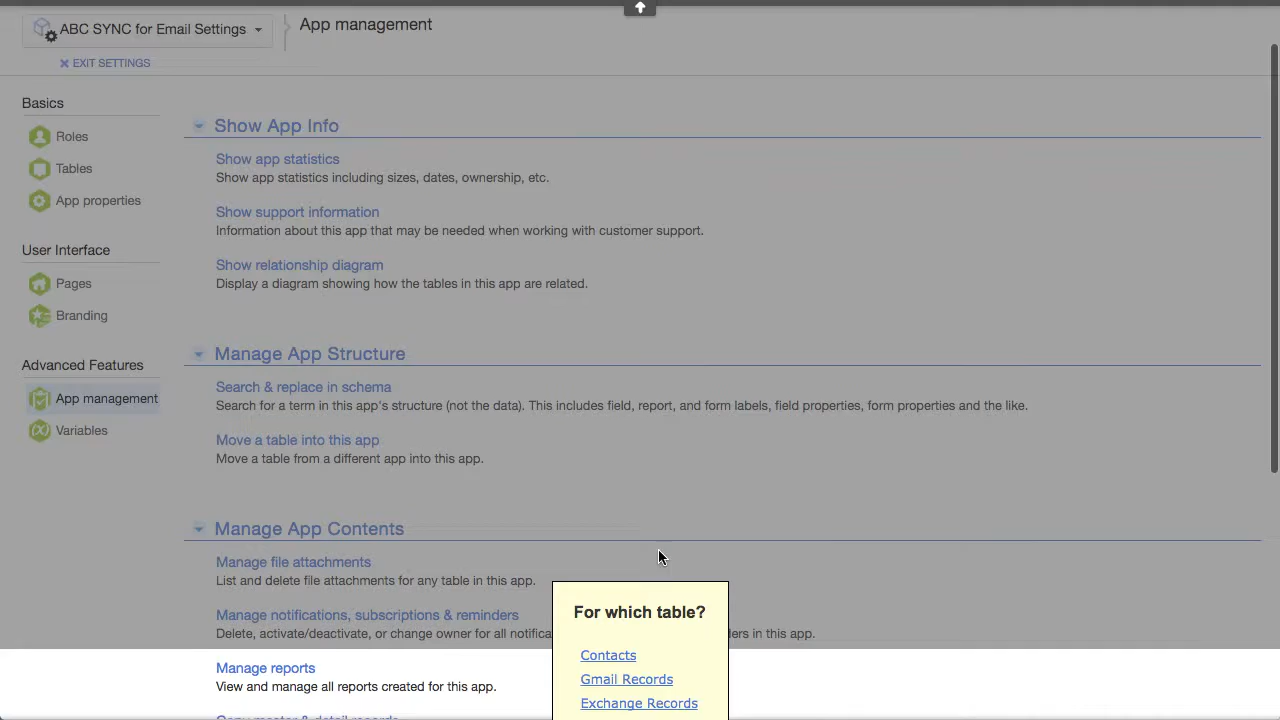 ABC SYNC for Email Settings
App management
EXIT SETTINGS
Basics
Roles
Tables
App properties
User Interface
Pages
Branding
Advanced Features
App management
Variables
Show App Info
Show app statistics
Show app statistics including sizes, dates, ownership, etc.
Show support information
Information about this app that may be needed when working with customer support.
Show relationship diagram
Display a diagram showing how the tables in this app are related.
Manage App Structure
Search & replace in schema
Search for a term in this app's structure (not the data). This includes field, report, and form labels, field properties, form properties and the like.
Move a table into this app
Move a table from a different app into this app.
Manage App Contents
Manage file attachments
List and delete file attachments for any table in this app.
Manage notifications, subscriptions & reminders
Delete, activate/deactivate, or change owner for all notifica ders in this app.
Manage reports
View and manage all reports created for this app.
Copy master & detail records
For which table?
Contacts
Gmail Records
Exchange Records